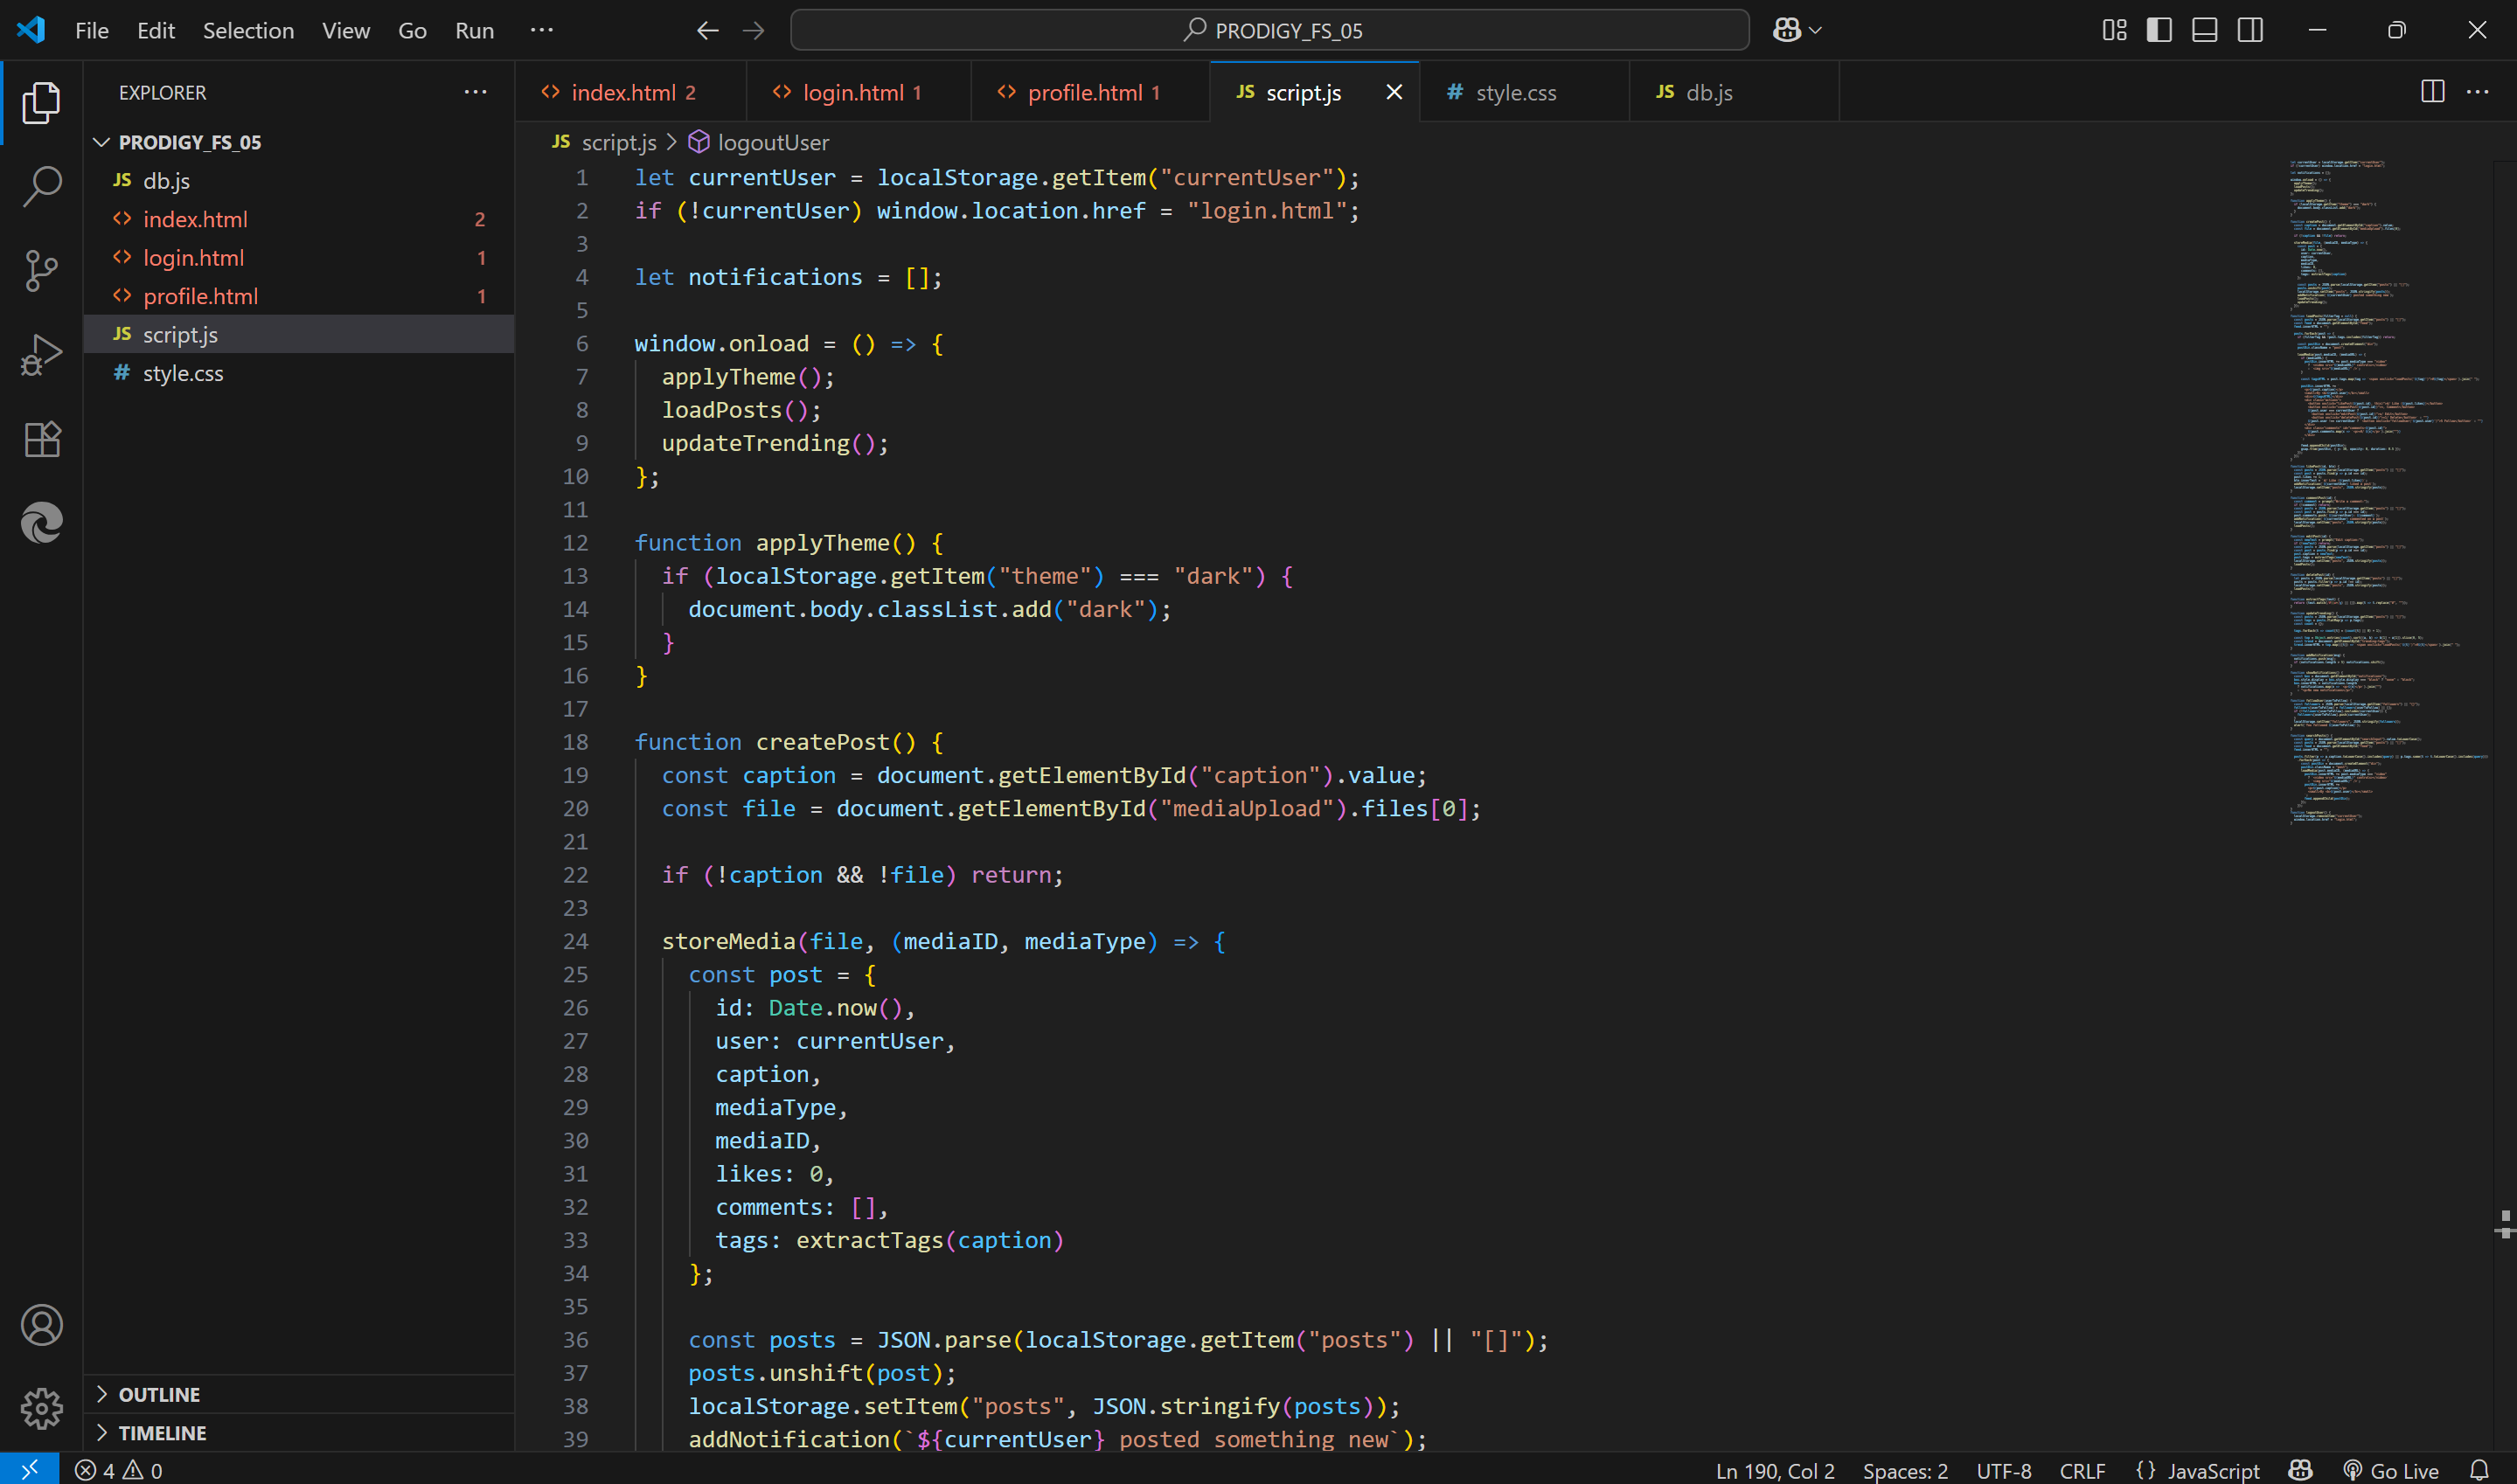 File Edit Selection View Go Run ··· PRODIGY_FS_05
EXPLORER ···
PRODIGY_FS_05
JS db.js
<> index.html 2
<> login.html 1
<> profile.html 1
JS script.js
# style.css
OUTLINE
TIMELINE
<> index.html 2 <> login.html 1 <> profile.html 1 JS script.js # style.css JS db.js ···
JS script.js > logoutUser
1 let currentUser = localStorage.getItem("currentUser");
2 if (!currentUser) window.location.href = "login.html";
3
4 let notifications = [];
5
6 window.onload = () => {
7 applyTheme();
8 loadPosts();
9 updateTrending();
10 };
11
12 function applyTheme() {
13 if (localStorage.getItem("theme") === "dark") {
14 document.body.classList.add("dark");
15 }
16 }
17
18 function createPost() {
19 const caption = document.getElementById("caption").value;
20 const file = document.getElementById("mediaUpload").files[0];
21
22 if (!caption && !file) return;
23
24 storeMedia(file, (mediaID, mediaType) => {
25 const post = {
26 id: Date.now(),
27 user: currentUser,
28 caption,
29 mediaType,
30 mediaID,
31 likes: 0,
32 comments: [],
33 tags: extractTags(caption)
34 };
35
36 const posts = JSON.parse(localStorage.getItem("posts") || "[]");
37 posts.unshift(post);
38 localStorage.setItem("posts", JSON.stringify(posts));
39 addNotification(`${currentUser} posted something new`);
4 0 Ln 190, Col 2 Spaces: 2 UTF-8 CRLF {} JavaScript Go Live